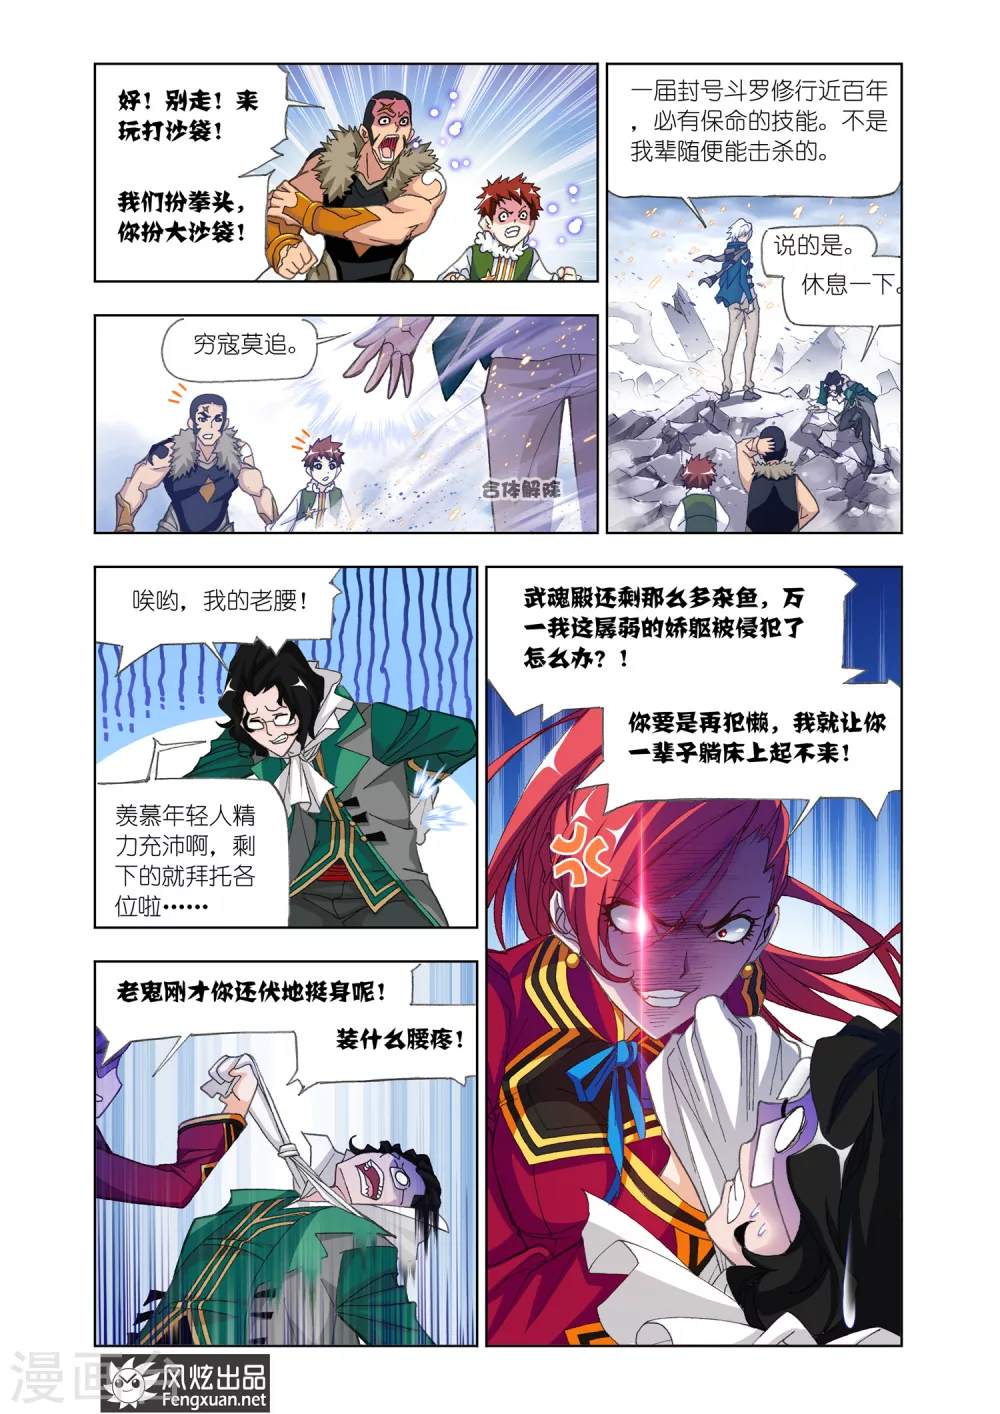 好！别走！来
玩打沙袋！
我们扮拳头，
你扮大沙袋！
穷寇莫追。
合体解除
一届封号斗罗修行近百年
，必有保命的技能。不是
我辈随便能击杀的。
说的是。
休息一下。
唉哟，我的老腰！
羡慕年轻人精
力充沛啊，剩
下的就拜托各
位啦……
老鬼刚才你还伏地挺身呢！
装什么腰疼！
武魂殿还剩那么多杂鱼，万
一我这孱弱的娇躯被侵犯了
怎么办？！
你要是再犯懒，我就让你
一辈子躺床上起不来！
漫画台
风炫出品
Fengxuan.net